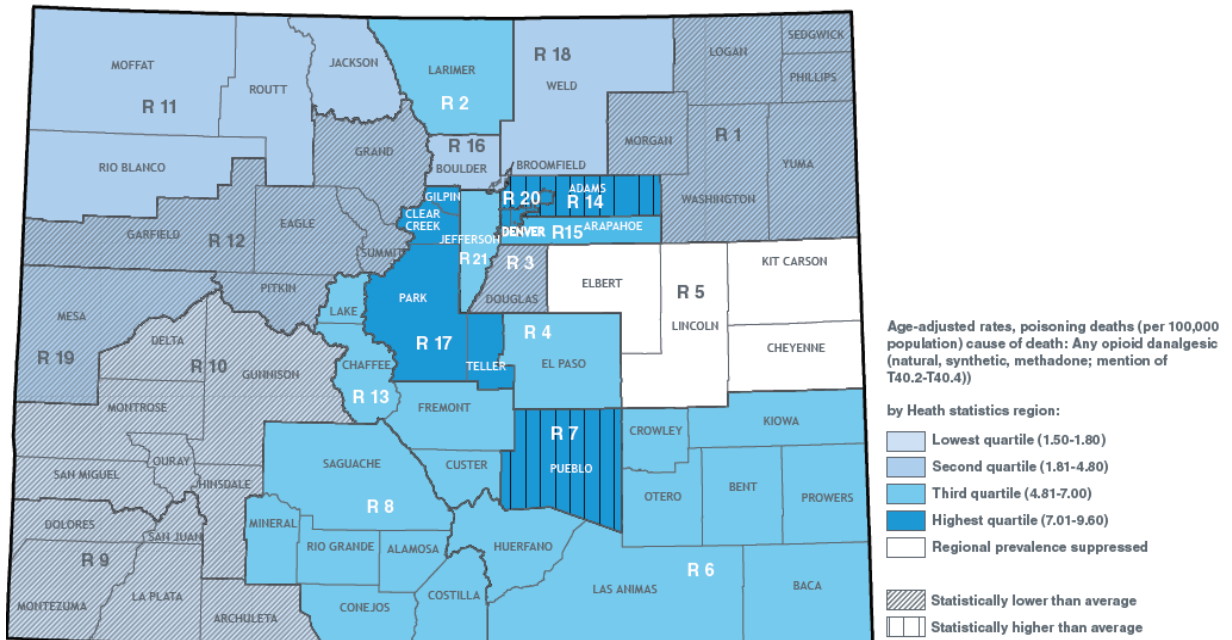 MOFFAT
R 11
ROUTT
JACKSON
LARIMER
R 2
R 18
WELD
LOGAN
SEDGWICK
PHILLIPS
RIO BLANCO
GRAND
R 16
BOULDER
BROOMFIELD
MORGAN
R 1
YUMA
WASHINGTON
GILPIN
CLEAR
CREEK
R 20
ADAMS
R 14
GARFIELD
R 12
EAGLE
SUMMIT
JEFFERSON
R 21
DENVER
R15
ARAPAHOE
R 3
DOUGLAS
ELBERT
R 5
LINCOLN
KIT CARSON
CHEYENNE
MESA
R 19
PITKIN
LAKE
PARK
R 17
TELLER
R 4
EL PASO
DELTA
R 10
GUNNISON
CHAFFEE
R 13
FREMONT
MONTROSE
OURAY
HINSDALE
SAN MIGUEL
SAGUACHE
R 8
CUSTER
R 7
PUEBLO
CROWLEY
KIOWA
OTERO
BENT
PROWERS
DOLORES
SAN JUAN
R 9
MONTEZUMA
LA PLATA
ARCHULETA
MINERAL
RIO GRANDE
ALAMOSA
CONEJOS
COSTILLA
HUERFANO
LAS ANIMAS
R 6
BACA
Age-adjusted rates, poisoning deaths (per 100,000
population) cause of death: Any opioid danalgesic
(natural, synthetic, methadone; mention of
T40.2-T40.4))
by Heath statistics region:
Lowest quartile (1.50-1.80)
Second quartile (1.81-4.80)
Third quartile (4.81-7.00)
Highest quartile (7.01-9.60)
Regional prevalence suppressed
Statistically lower than average
Statistically higher than average